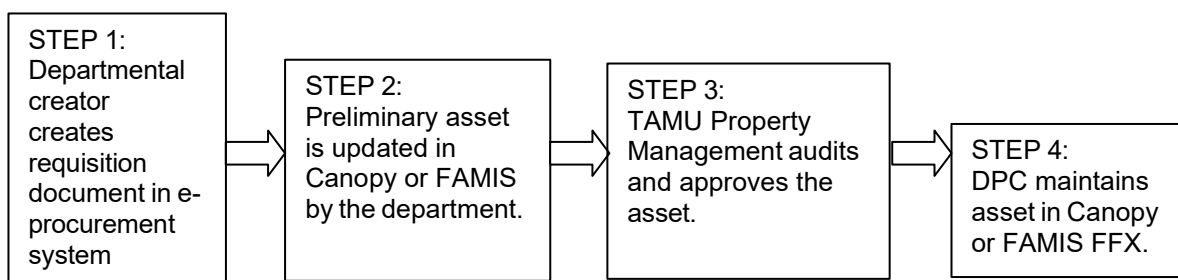 STEP 1:
Departmental
creator
creates
requisition
document in e-
procurement
system
STEP 2:
Preliminary asset
is updated in
Canopy or FAMIS
by the department.
STEP 3:
TAMU Property
Management audits
and approves the
asset.
STEP 4:
DPC maintains
asset in Canopy
or FAMIS FFX.